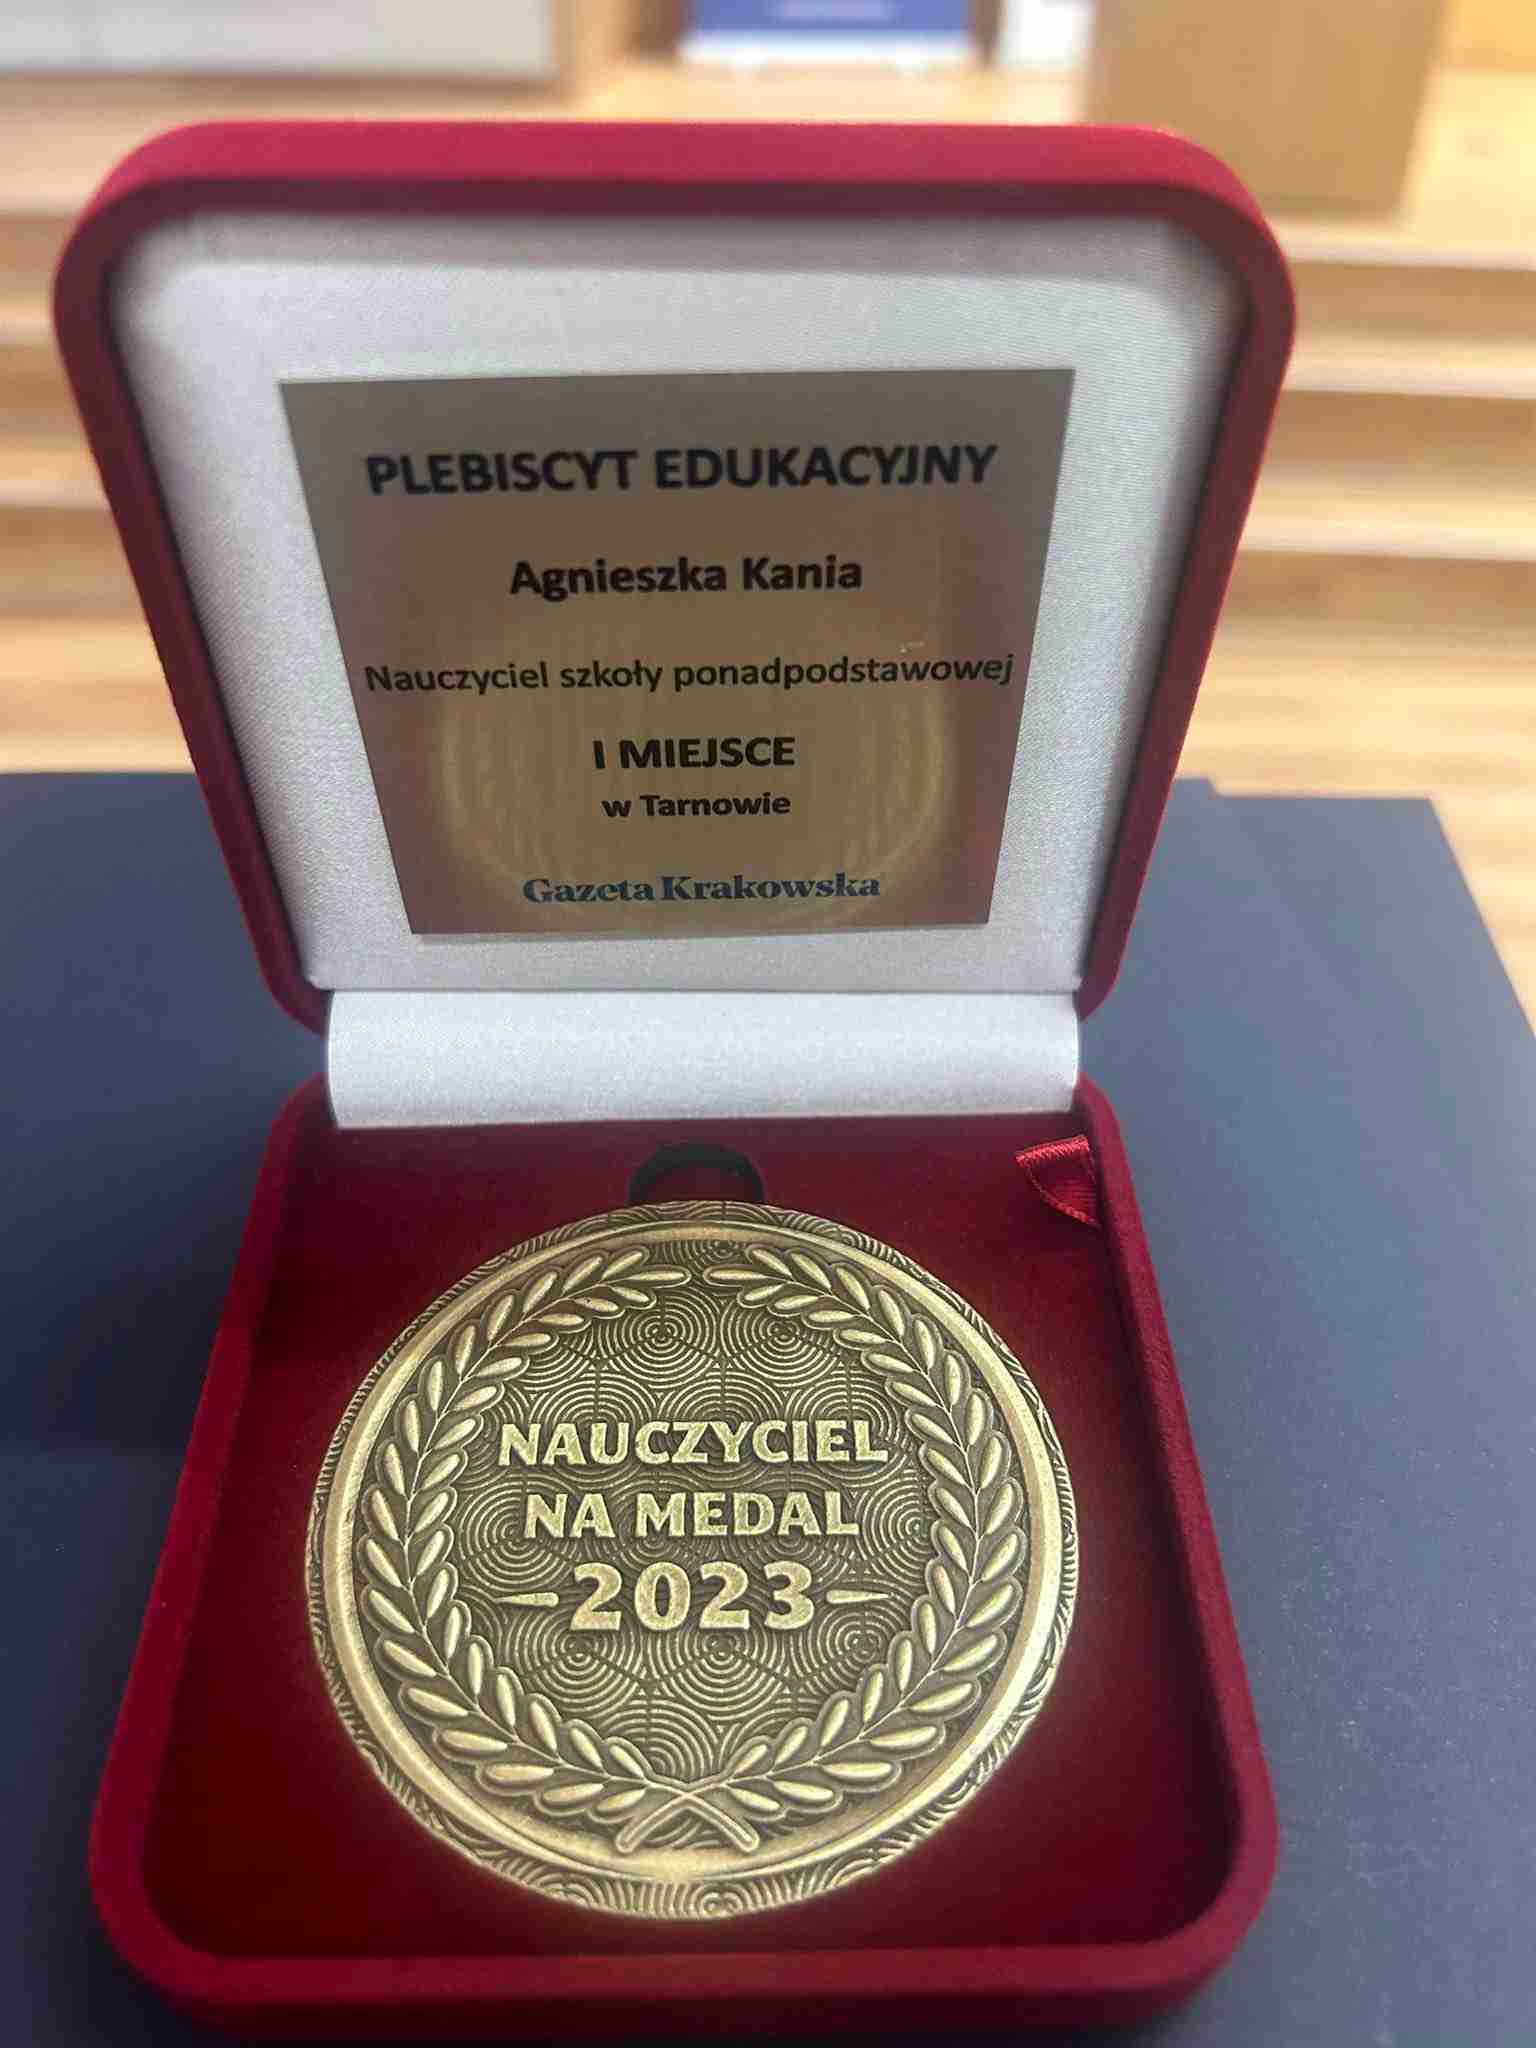 PLEBISCYT EDUKACYJNY
Agnieszka Kania
Nauczyciel szkoły ponadpodstawowej
I MIEJSCE
w Tarnowie
Gazeta Krakowska
NAUCZYCIEL
NA MEDAL
2023